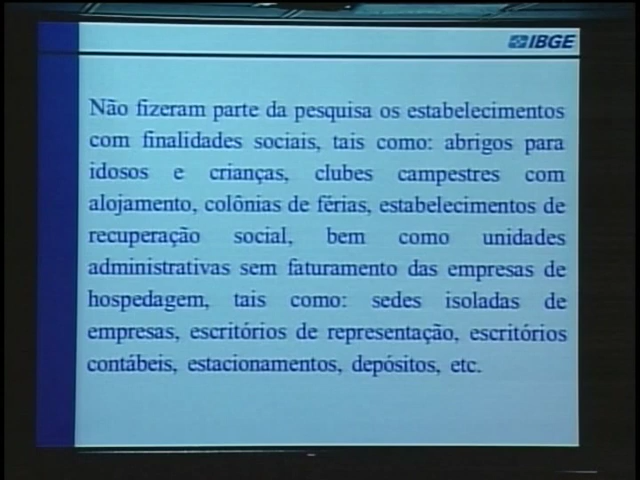 IBGE
Não fizeram parte da pesquisa os estabelecimentos
com finalidades sociais, tais como: abrigos para
idosos e crianças, clubes campestres com
alojamento, colônias de férias, estabelecimentos de
recuperação social, bem como unidades
administrativas sem faturamento das empresas de
hospedagem, tais como: sedes isoladas de
empresas, escritórios de representação, escritórios
contábeis, estacionamentos, depósitos, etc.